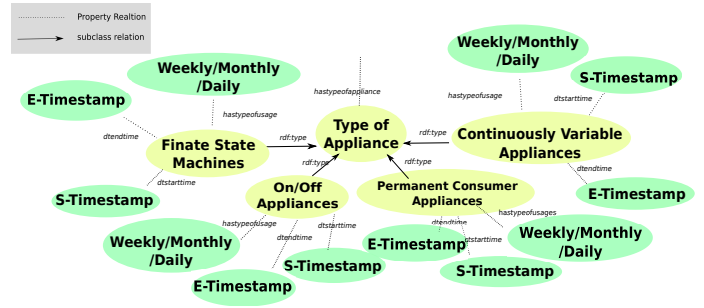 Property Realtion
subclass relation
Weekly/Monthly
/Daily
E-Timestamp
hastypeofusage
dtendtime
Finate State
Machines
dtstarttime
S-Timestamp
hastypeofappliance
Type of
Appliance
rdf:type
rdf:type
rdf:type
rdf:type
Weekly/Monthly
/Daily
S-Timestamp
hastypeofusage
dtstarttime
Continuously Variable
Appliances
dtendtime
E-Timestamp
On/Off
Appliances
hastypeofusage
dtendtime
dtstarttime
Weekly/Monthly
/Daily
E-Timestamp
S-Timestamp
Permanent Consumer
Appliances
dtendtime
dtstarttime
hastypeofusages
E-Timestamp
S-Timestamp
Weekly/Monthly
/Daily